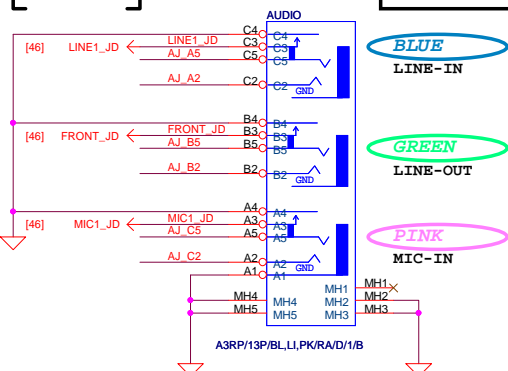 AUDIO
C4 C4
[46] LINE1_JD LINE1_JD C3 C3
AJ_A5 C5 C5
BLUE
LINE-IN
AJ_A2 C2 C2
GND
B4 B4
[46] FRONT_JD FRONT_JD B3 B3
AJ_B5 B5 B5
GREEN
LINE-OUT
AJ_B2 B2 B2
GND
A4 A4
[46] MIC1_JD MIC1_JD A3 A3
AJ_C5 A5 A5
PINK
MIC-IN
AJ_C2 A2 A2
GND
A1 A1
MH1 MH1
MH4 MH4 MH2 MH2
MH5 MH5 MH3 MH3
A3RP/13P/BL,LI,PK/RA/D/1/B